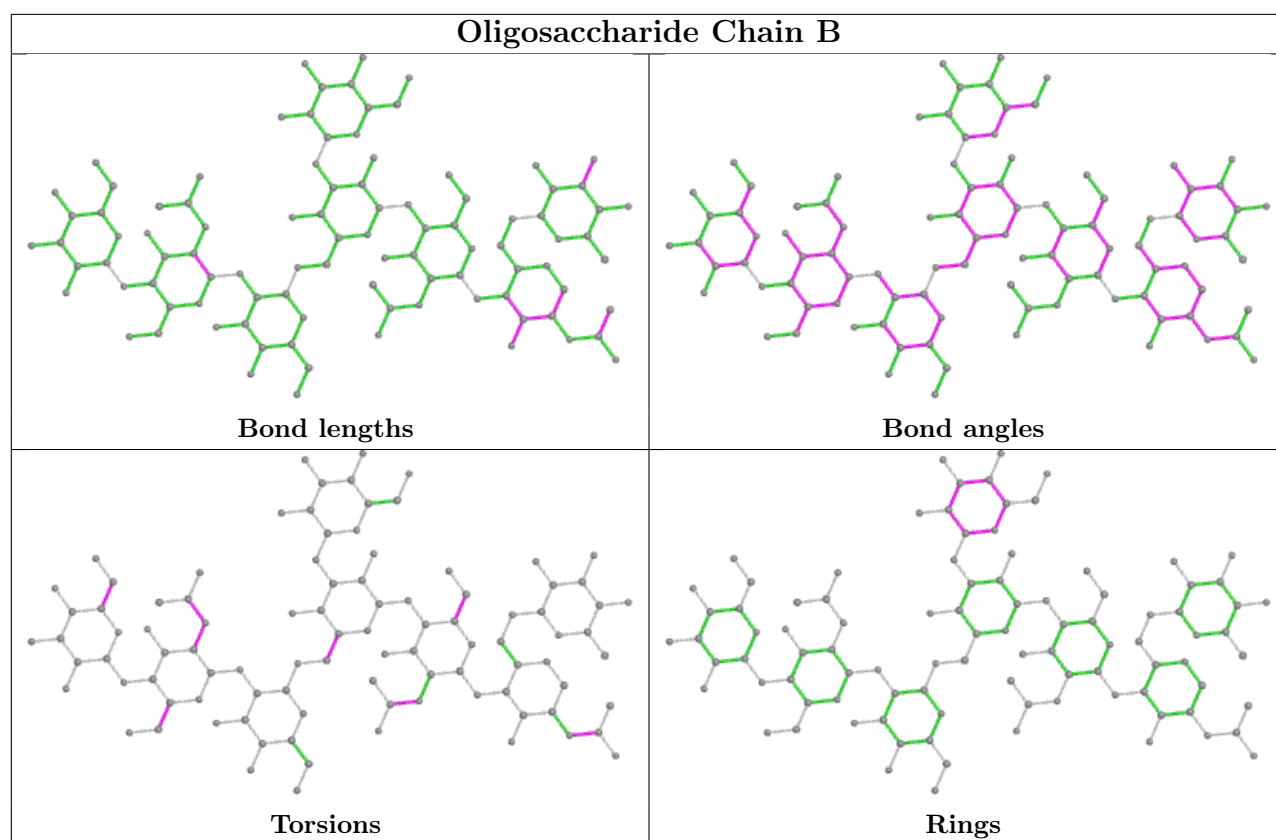 Oligosaccharide Chain B
Bond lengths
Bond angles
Torsions
Rings